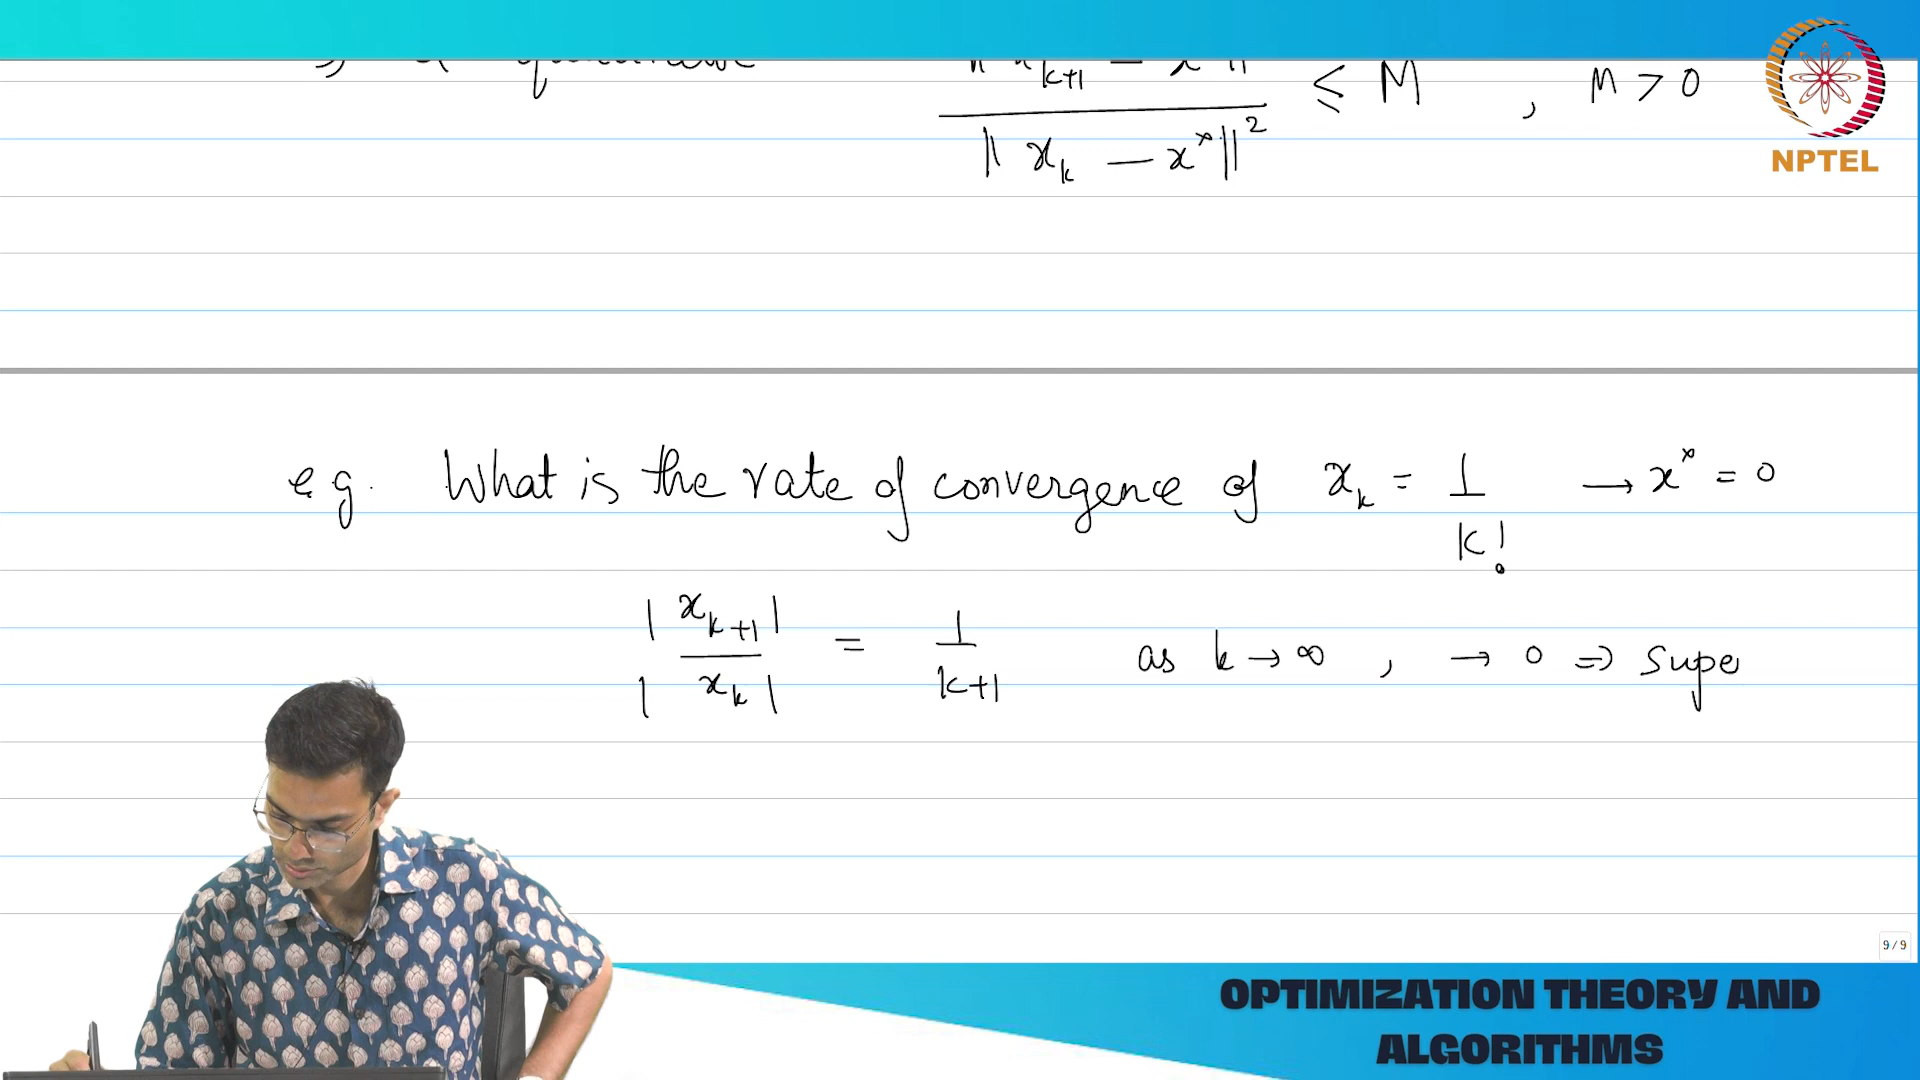 ‖ x_{k+1} - x ‖ / ‖ x_k - x* ‖² ≤ M , M > 0
NPTEL
e.g. What is the rate of convergence of x_k = 1/k! → x* = 0
|x_{k+1}| / |x_k| = 1/(k+1) as k → ∞ , → 0 ⇒ Supe
9/9
OPTIMIZATION THEORY AND
ALGORITHMS